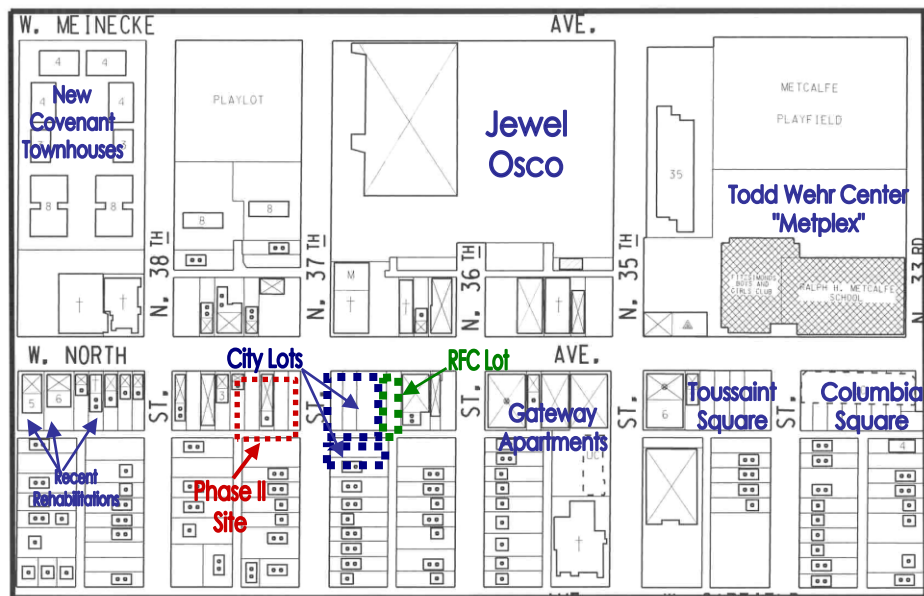 W. MEINECKE AVE.
4 4
4 4
New
Covenant
Townhouses
8 8
PLAYLOT
8 8
Jewel
Osco
35
METCALFE
PLAYFIELD
Todd Wehr Center
"Metplex"
BOYS AND
GIRLS CLUB
RALPH H. METCALFE
SCHOOL
N. 38TH
N. 37TH
N. 36TH
N. 35TH
N. 33RD
M
W. NORTH AVE.
City Lots
RFC Lot
ST.
ST.
ST.
ST.
ST.
5 6
3
6
4
Gateway
Apartments
Toussaint
Square
Columbia
Square
Recent
Rehabilitations
Phase II
Site